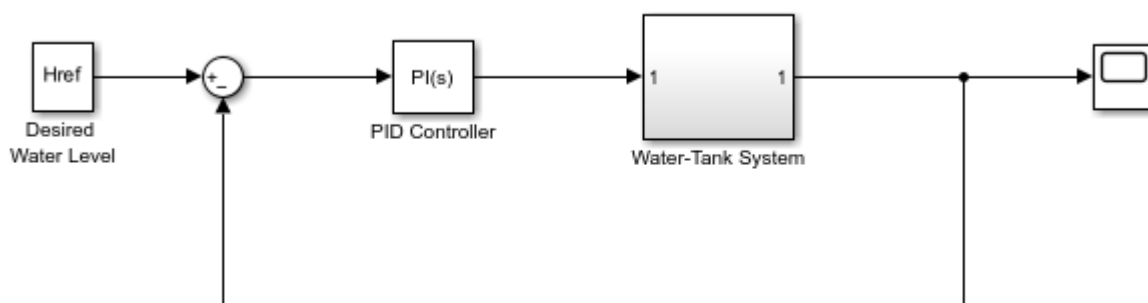 Href
Desired
Water Level
+
−
PI(s)
PID Controller
1
1
Water-Tank System